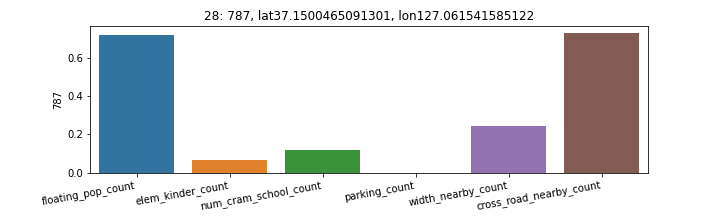 28: 787, lat37.1500465091301, lon127.061541585122
787
0.6
0.4
0.2
0.0
floating_pop_count
elem_kinder_count
num_cram_school_count
parking_count
width_nearby_count
cross_road_nearby_count